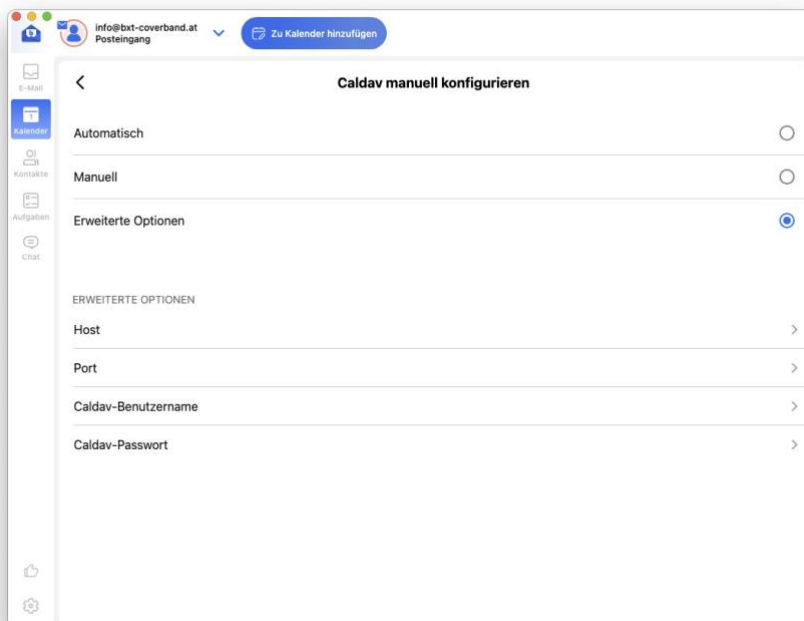 info@bxt-coverband.at
Posteingang
Zu Kalender hinzufügen
E-Mail
1
Kalender
Kontakte
Aufgaben
Chat
Caldav manuell konfigurieren
Automatisch
Manuell
Erweiterte Optionen
ERWEITERTE OPTIONEN
Host
Port
Caldav-Benutzername
Caldav-Passwort